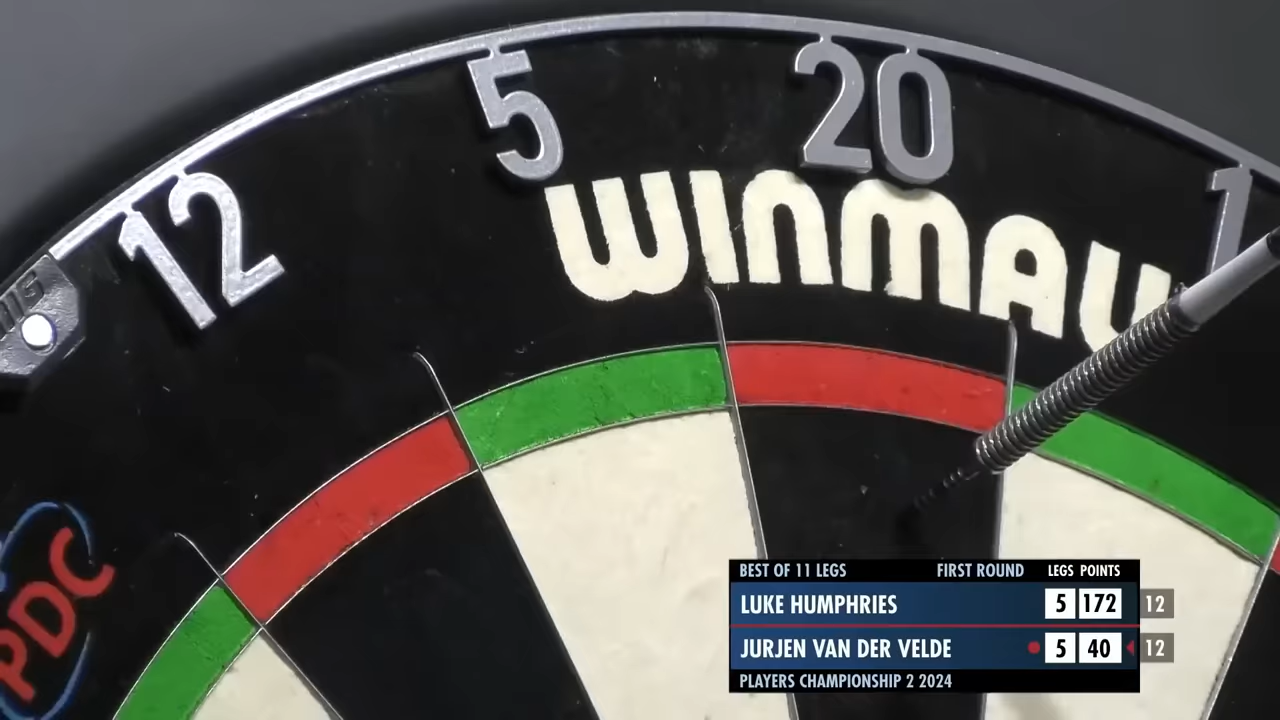 5
20
1
12
WINMAU
PDC
BEST OF 11 LEGS FIRST ROUND LEGS POINTS
LUKE HUMPHRIES 5 172 12
JURJEN VAN DER VELDE 5 40 12
PLAYERS CHAMPIONSHIP 2 2024